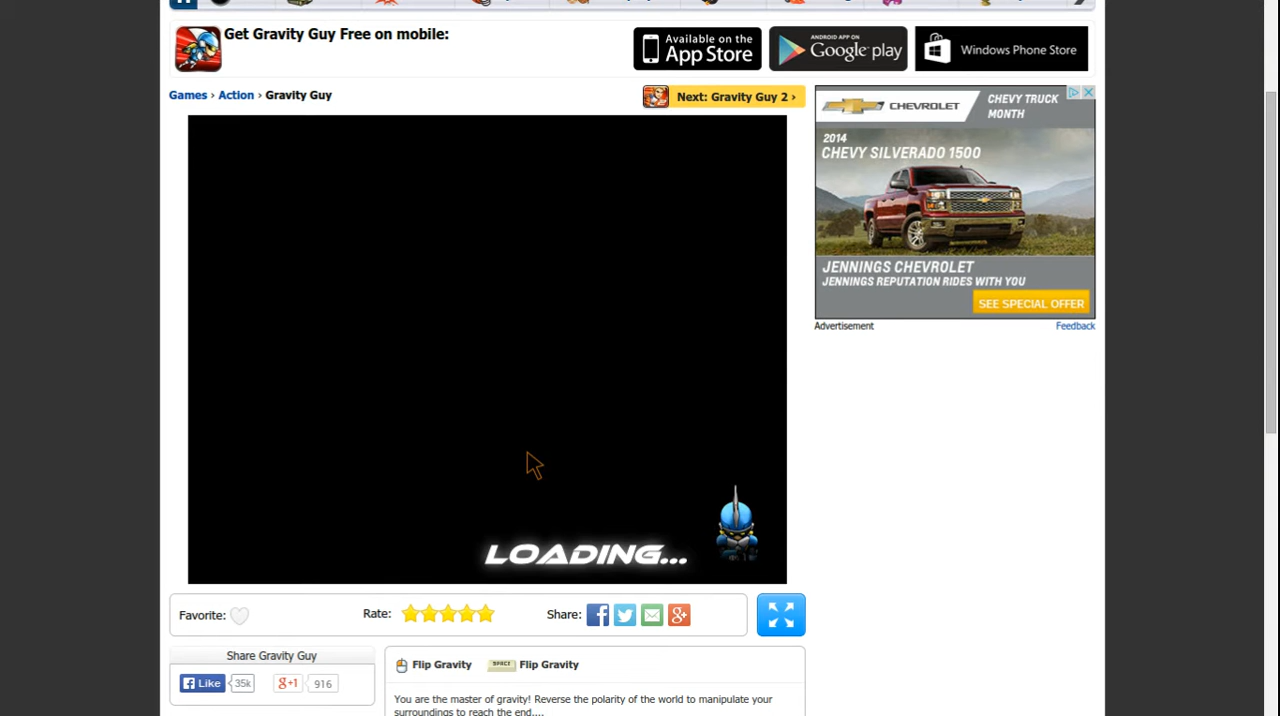 Get Gravity Guy Free on mobile:
Available on the
App Store
ANDROID APP ON
Google play
Windows Phone Store
Games › Action › Gravity Guy
Next: Gravity Guy 2 ›
CHEVROLET
CHEVY TRUCK
MONTH
2014
CHEVY SILVERADO 1500
JENNINGS CHEVROLET
JENNINGS REPUTATION RIDES WITH YOU
SEE SPECIAL OFFER
Advertisement
Feedback
LOADING...
Favorite:
Rate:
Share:
Share Gravity Guy
Like
35k
g+1
916
SPACE
Flip Gravity
Flip Gravity
You are the master of gravity! Reverse the polarity of the world to manipulate your
surroundings to reach the end....